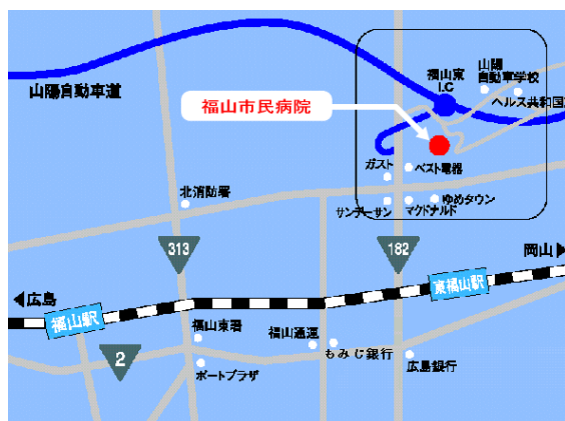 山陽自動車道
福山市民病院
福山東
I.C
山陽
自動車学校
ヘルス共和国
ガスト
ベスト電器
北消防署
サンデーサン
マクドナルド
ゆめタウン
313
182
岡山
広島
福山駅
東福山駅
2
福山東署
福山通運
もみじ銀行
広島銀行
ポートプラザ